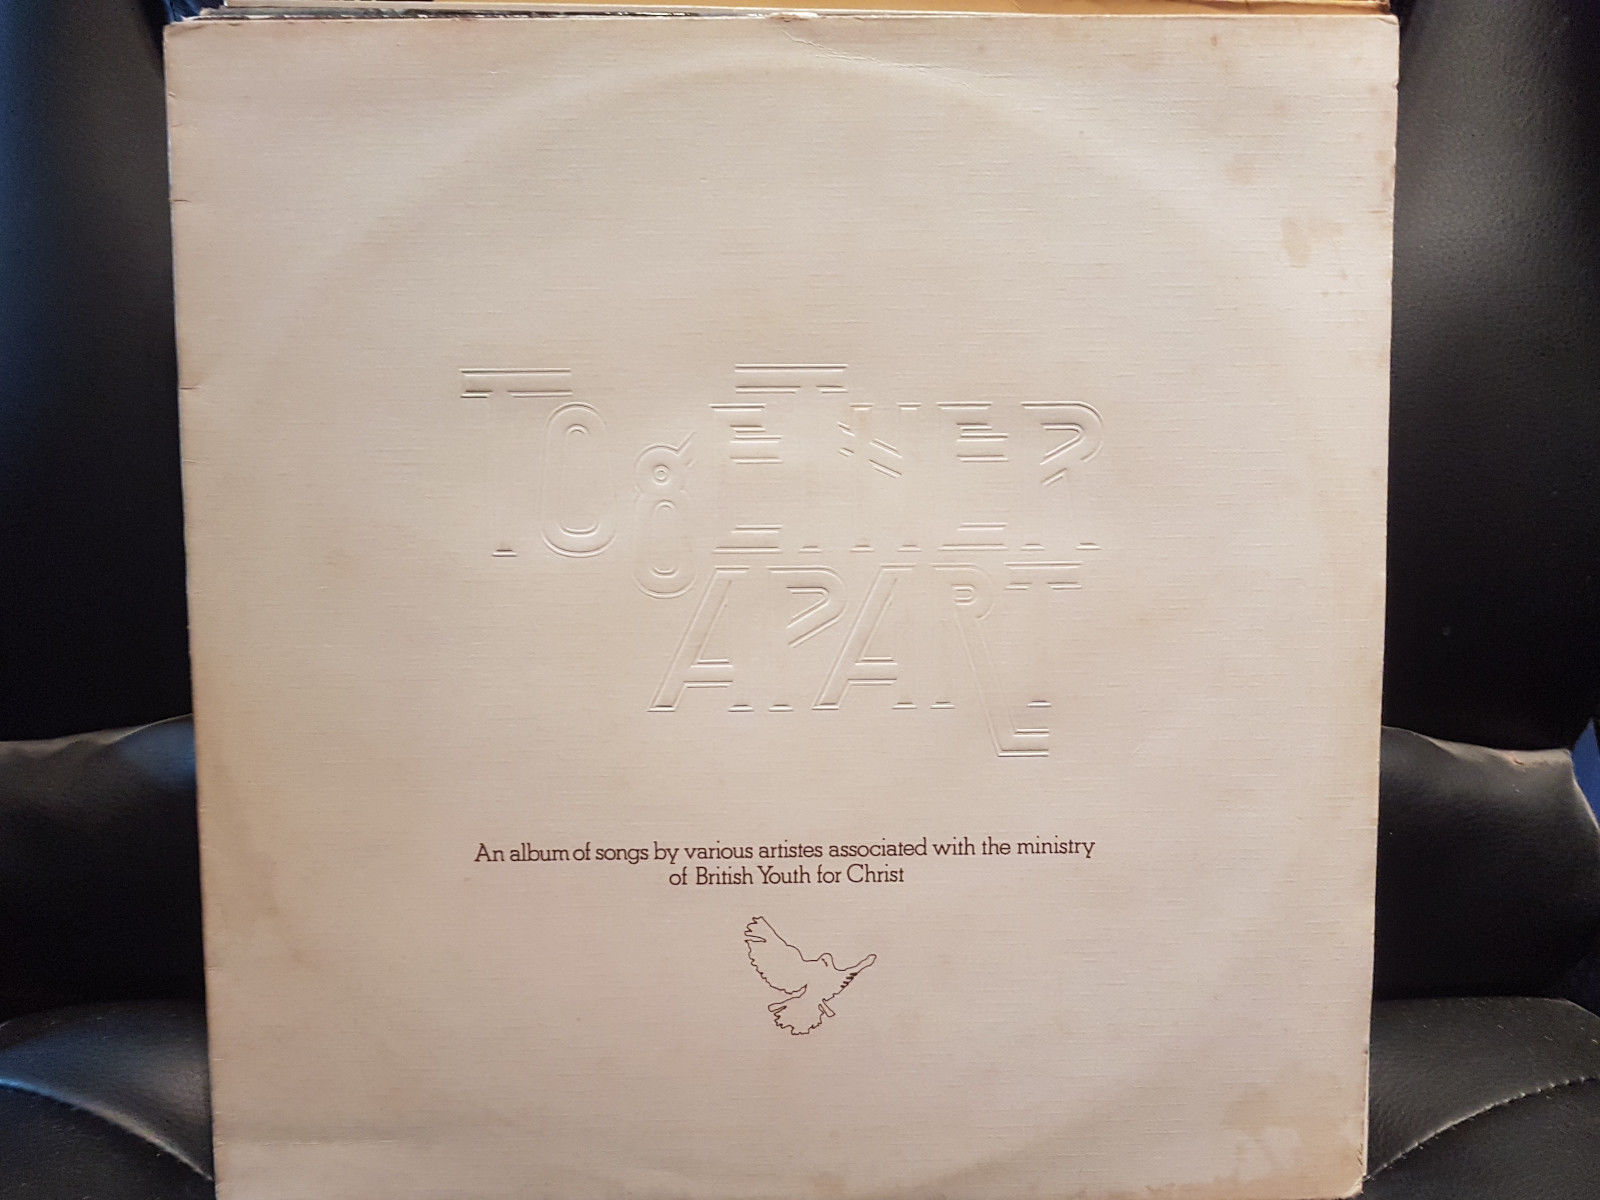 TogETHER
APART
An album of songs by various artistes associated with the ministry
of British Youth for Christ